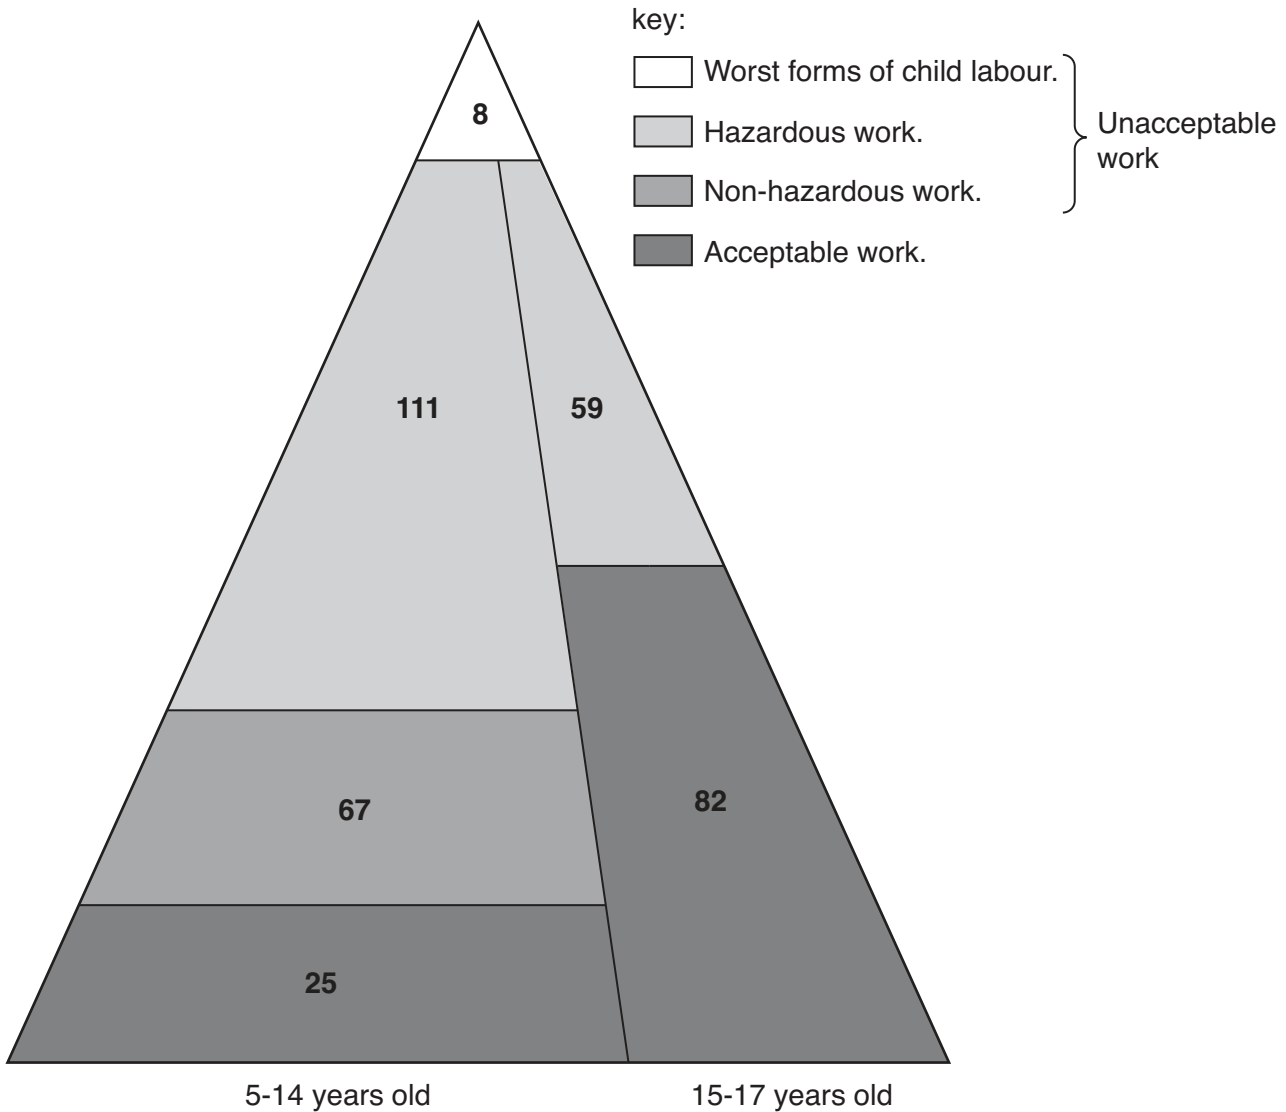 key:
Worst forms of child labour.
Hazardous work.
Non-hazardous work.
Acceptable work.
Unacceptable
work
8
111
59
67
82
25
5-14 years old
15-17 years old